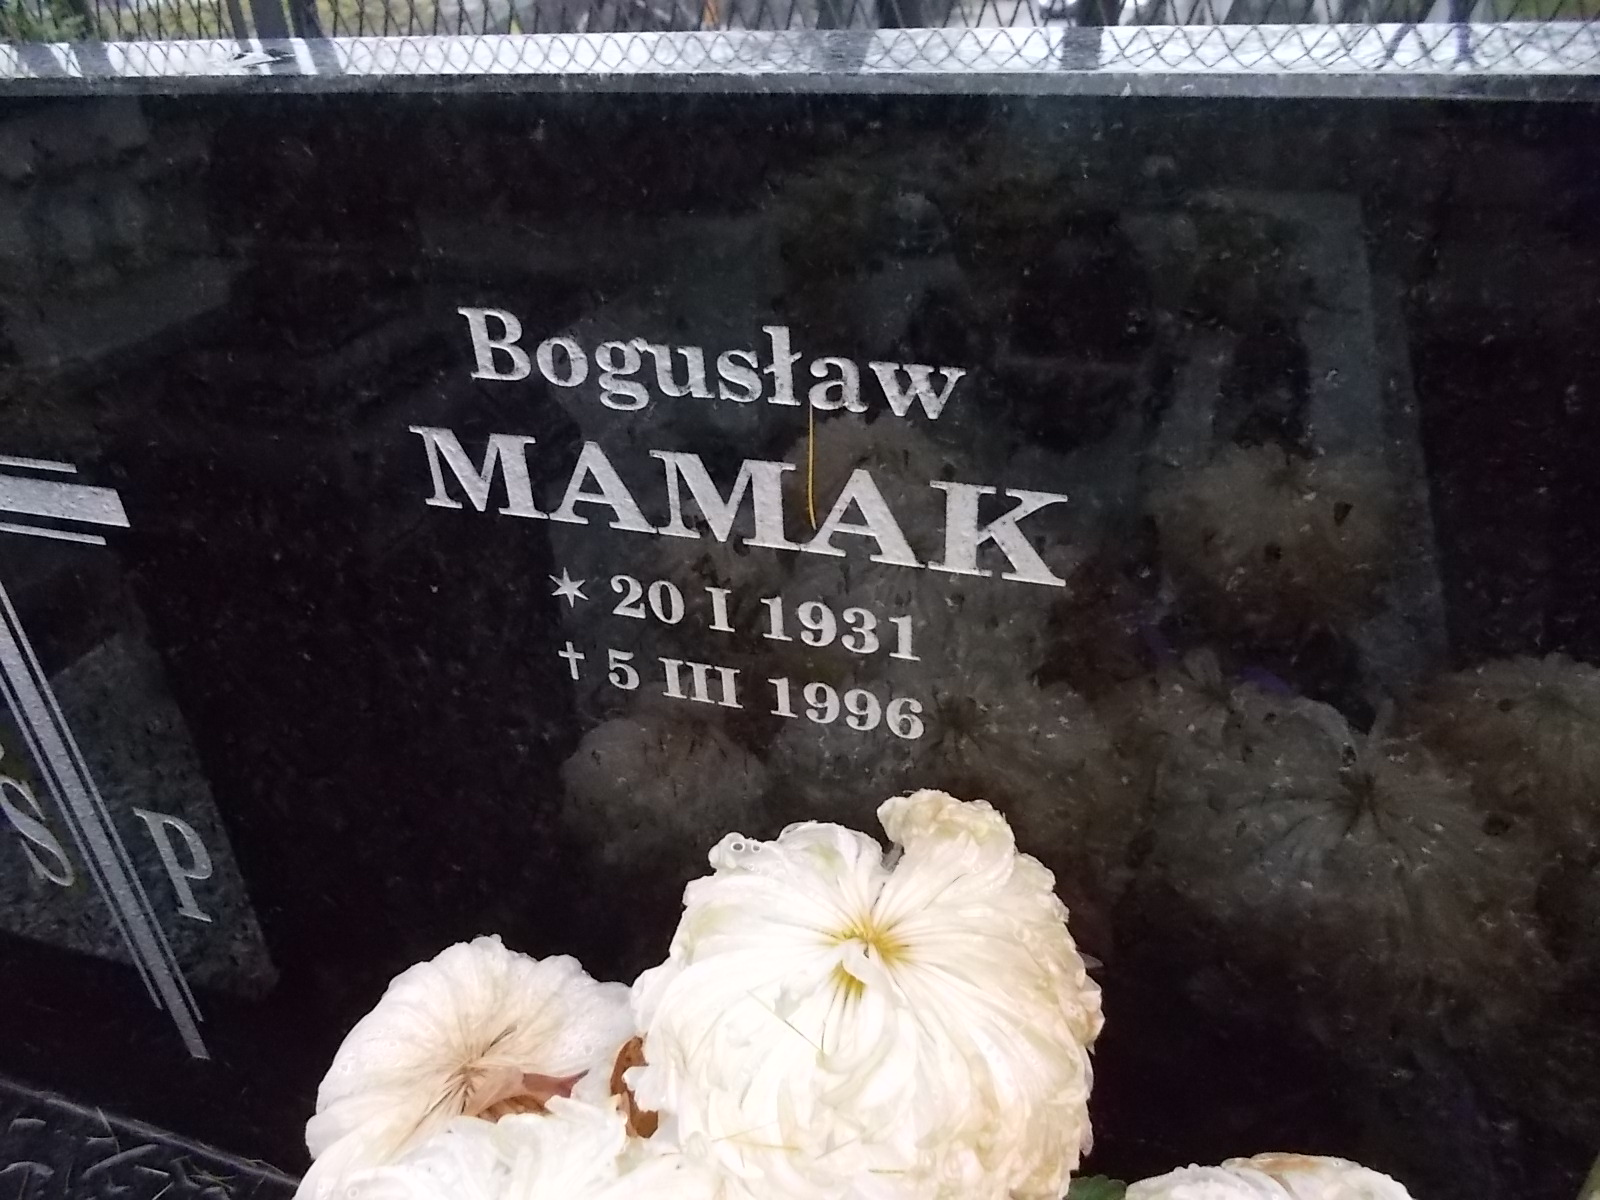 Bogusław
MAMAK
* 20 I 1931
† 5 III 1996
Ś P